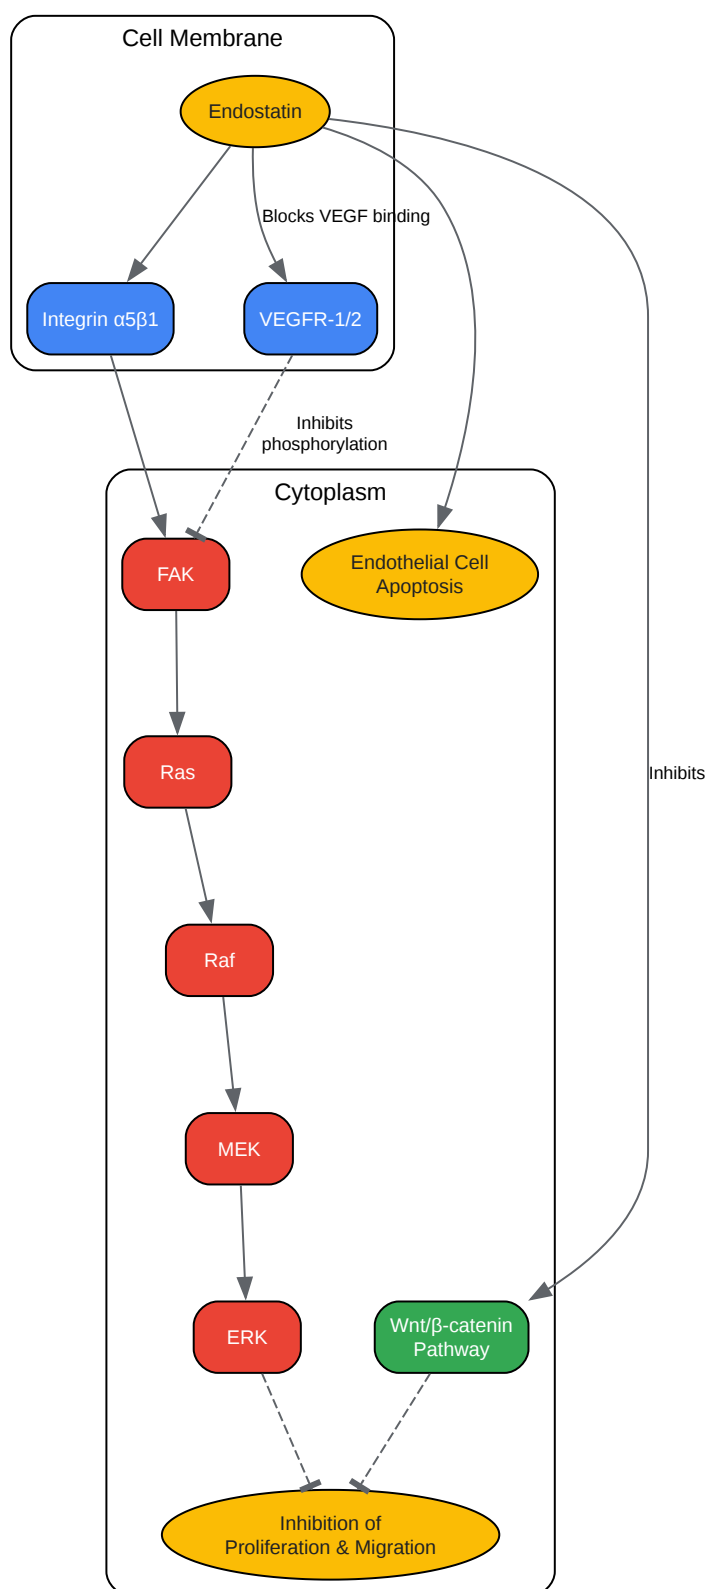 Cell Membrane
Endostatin
Blocks VEGF binding
Integrin α5β1
VEGFR-1/2
Inhibits
phosphorylation
Cytoplasm
FAK
Endothelial Cell
Apoptosis
Ras
Inhibits
Raf
MEK
ERK
Wnt/β-catenin
Pathway
Inhibition of
Proliferation & Migration